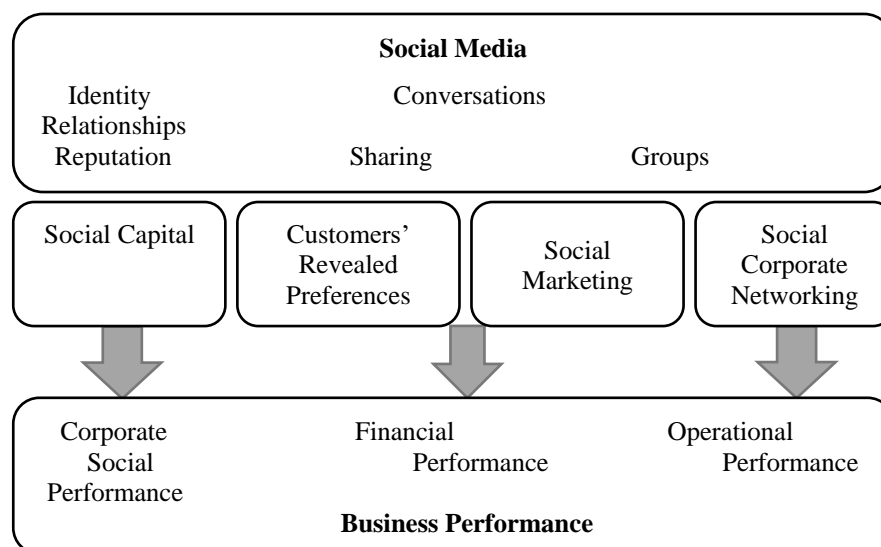 Social Media
Identity
Relationships
Reputation
Conversations
Sharing
Groups
Social Capital
Customers’
Revealed
Preferences
Social
Marketing
Social
Corporate
Networking
Corporate
Social
Performance
Financial
Performance
Operational
Performance
Business Performance